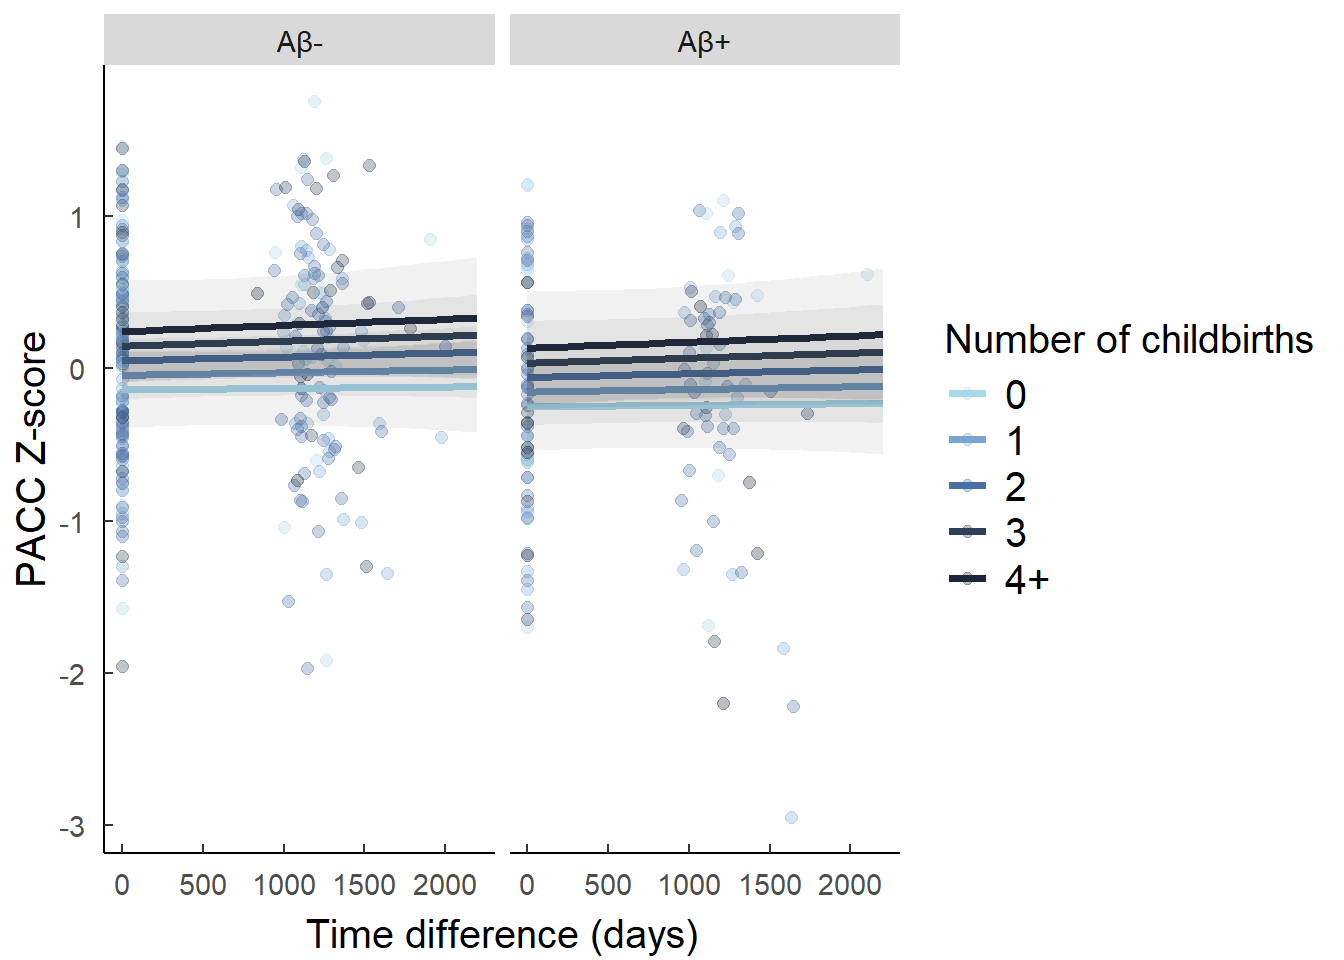 Aβ- Aβ+
PACC Z-score
1
0
-1
-2
-3
0 500 1000 1500 2000 0 500 1000 1500 2000
Time difference (days)
Number of childbirths
0
1
2
3
4+